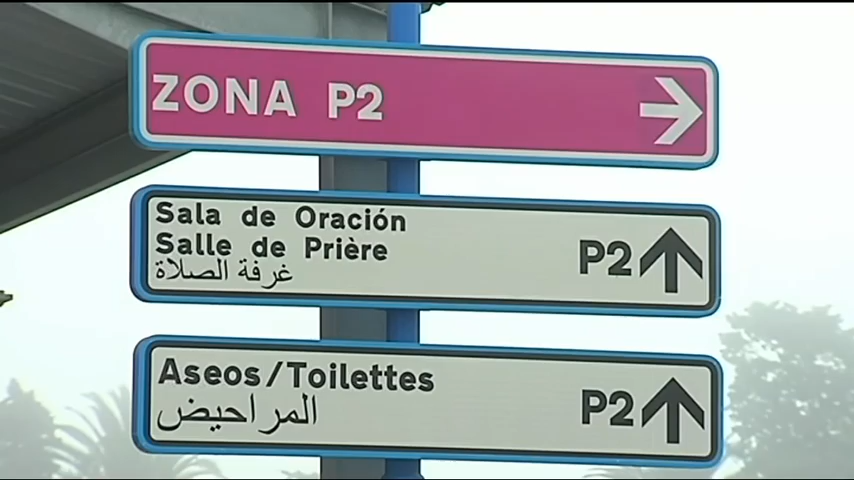 ZONA P2
Sala de Oración
Salle de Prière
غرفة الصلاة
P2
Aseos/Toilettes
المراحيض
P2